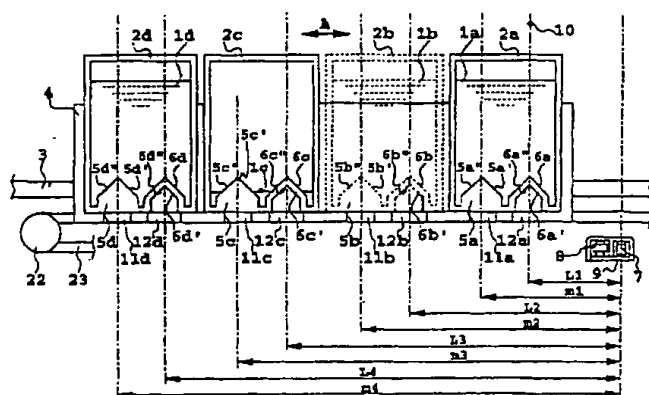 2d 1d 2c A 2b 1b 1a 2a 10
4
3
5d" 5d' 6d" 6d 5c" 5c' 6c" 6c 5b" 5b' 6b" 6b 5a" 5a' 6a" 6a
5d 12d 6d' 5c 12c 6c' 5b 12b 6b' 5a 12a 6a'
11d 11c 11b 11a
22 23 8 9 7
L1
m1
L2
m2
L3
m3
L4
m4